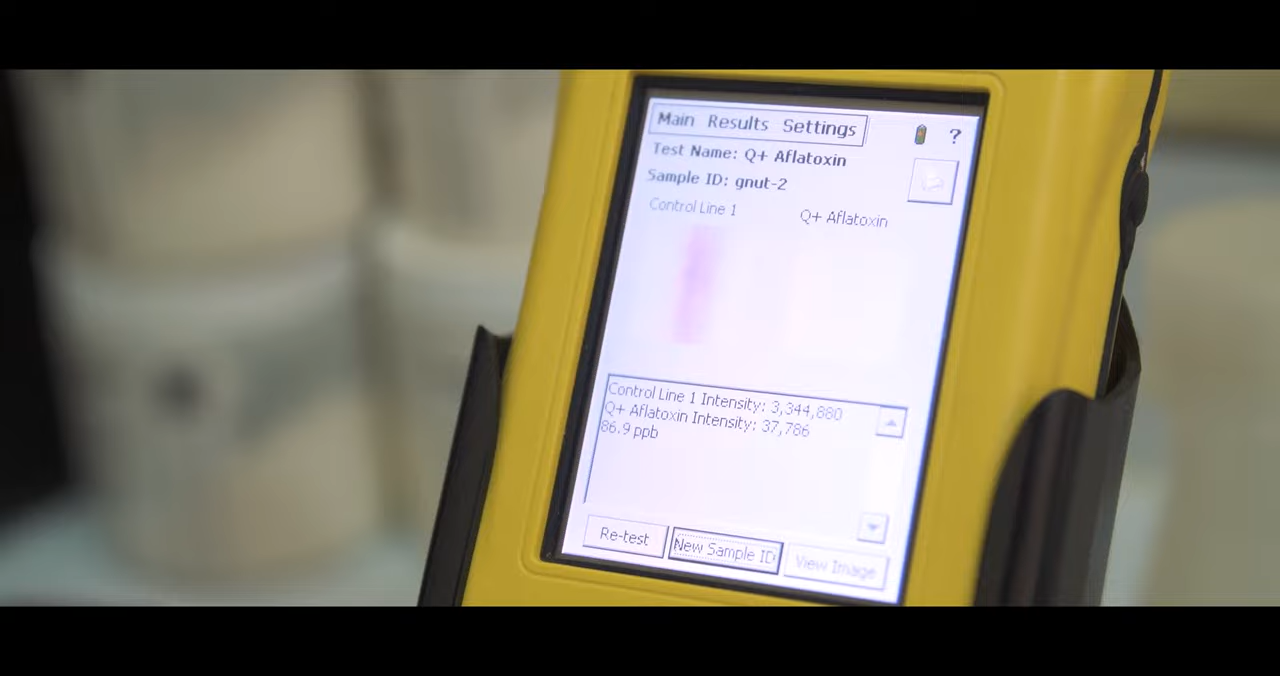 Main Results Settings ?
Test Name: Q+ Aflatoxin
Sample ID: gnut-2
Control Line 1 Q+ Aflatoxin
Control Line 1 Intensity: 3,344,880
Q+ Aflatoxin Intensity: 37,786
86.9 ppb
Re-test New Sample ID View Image